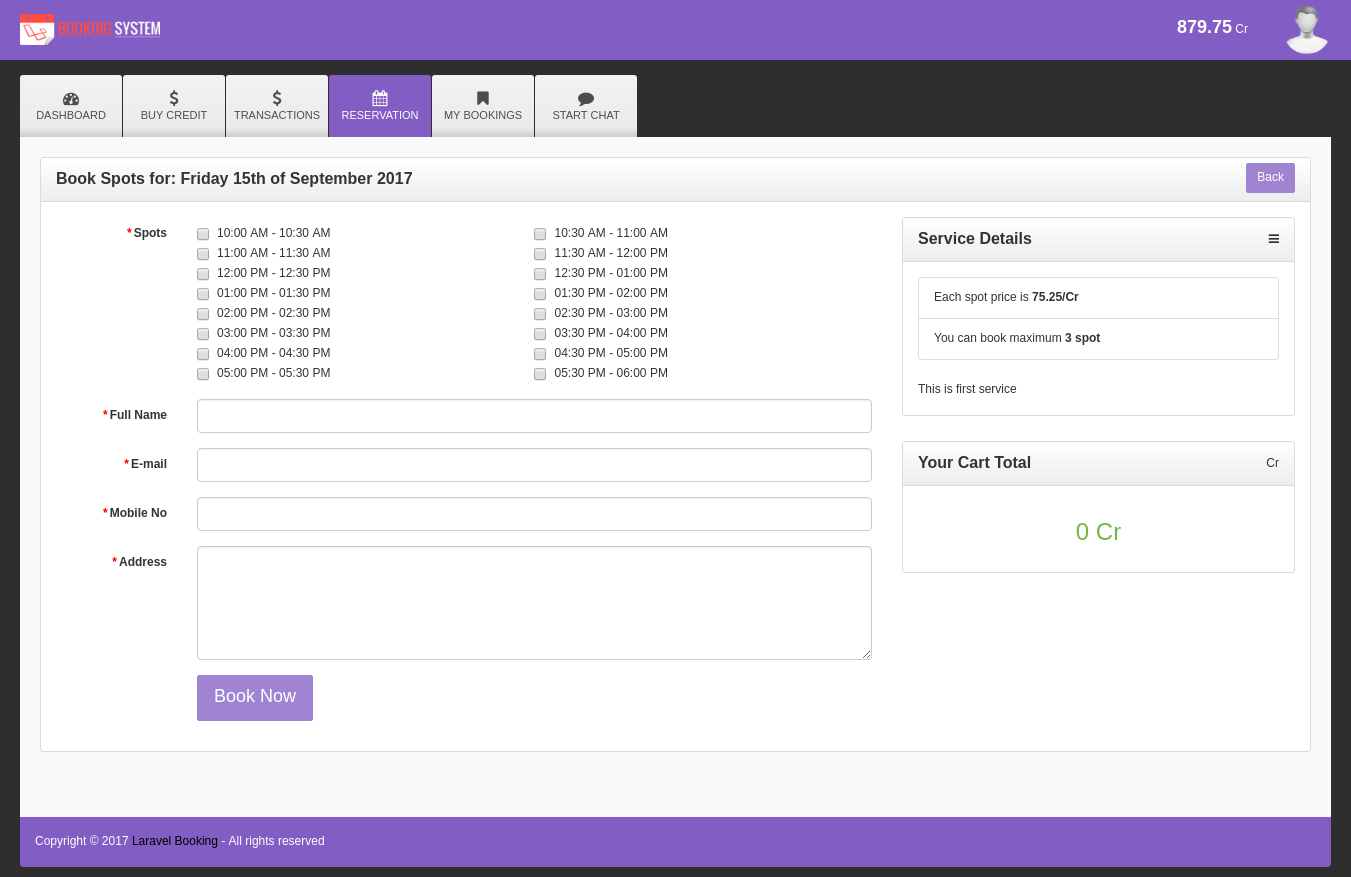 BOOKING SYSTEM
879.75 Cr
DASHBOARD
BUY CREDIT
TRANSACTIONS
RESERVATION
MY BOOKINGS
START CHAT
Book Spots for: Friday 15th of September 2017
Back
*Spots
10:00 AM - 10:30 AM
10:30 AM - 11:00 AM
11:00 AM - 11:30 AM
11:30 AM - 12:00 PM
12:00 PM - 12:30 PM
12:30 PM - 01:00 PM
01:00 PM - 01:30 PM
01:30 PM - 02:00 PM
02:00 PM - 02:30 PM
02:30 PM - 03:00 PM
03:00 PM - 03:30 PM
03:30 PM - 04:00 PM
04:00 PM - 04:30 PM
04:30 PM - 05:00 PM
05:00 PM - 05:30 PM
05:30 PM - 06:00 PM
*Full Name
*E-mail
*Mobile No
*Address
Book Now
Service Details
Each spot price is 75.25/Cr
You can book maximum 3 spot
This is first service
Your Cart Total
Cr
0 Cr
Copyright © 2017 Laravel Booking - All rights reserved